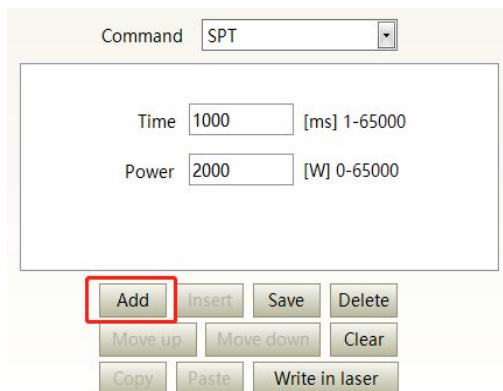 Command SPT
Time 1000 [ms] 1-65000
Power 2000 [W] 0-65000
Add Insert Save Delete
Move up Move down Clear
Copy Paste Write in laser